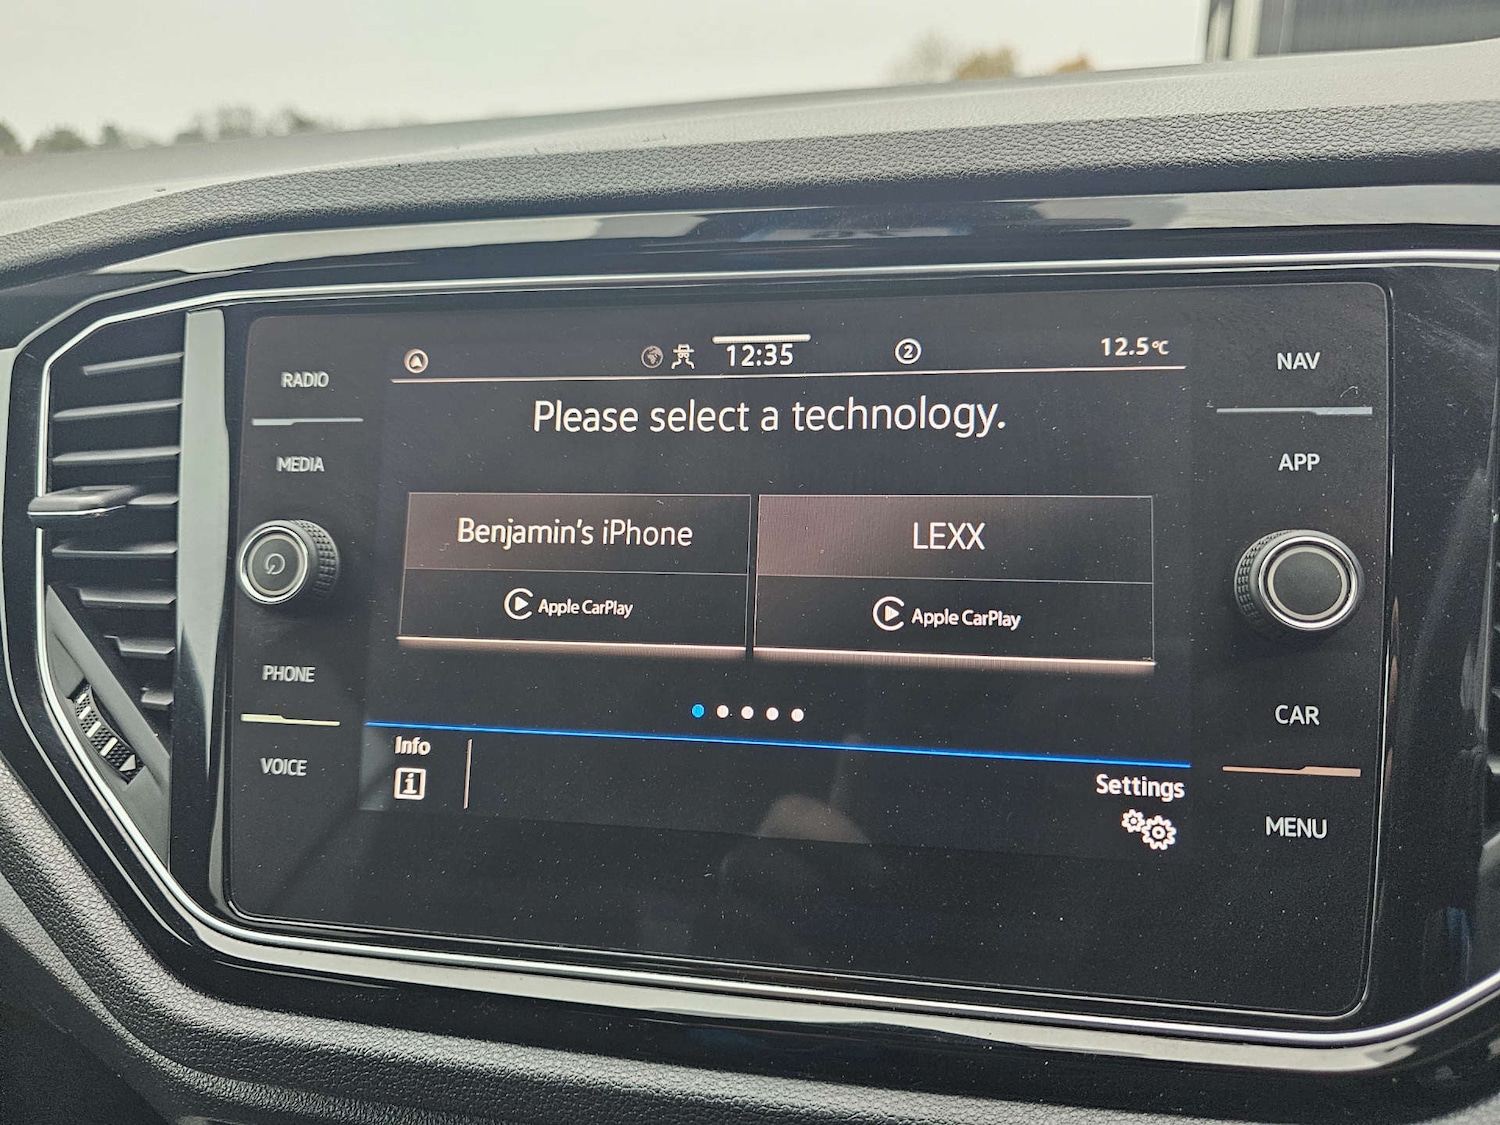 RADIO
MEDIA
PHONE
VOICE
12:35
2
12.5°C
Please select a technology.
Benjamin's iPhone
Apple CarPlay
LEXX
Apple CarPlay
Info
i
Settings
NAV
APP
CAR
MENU